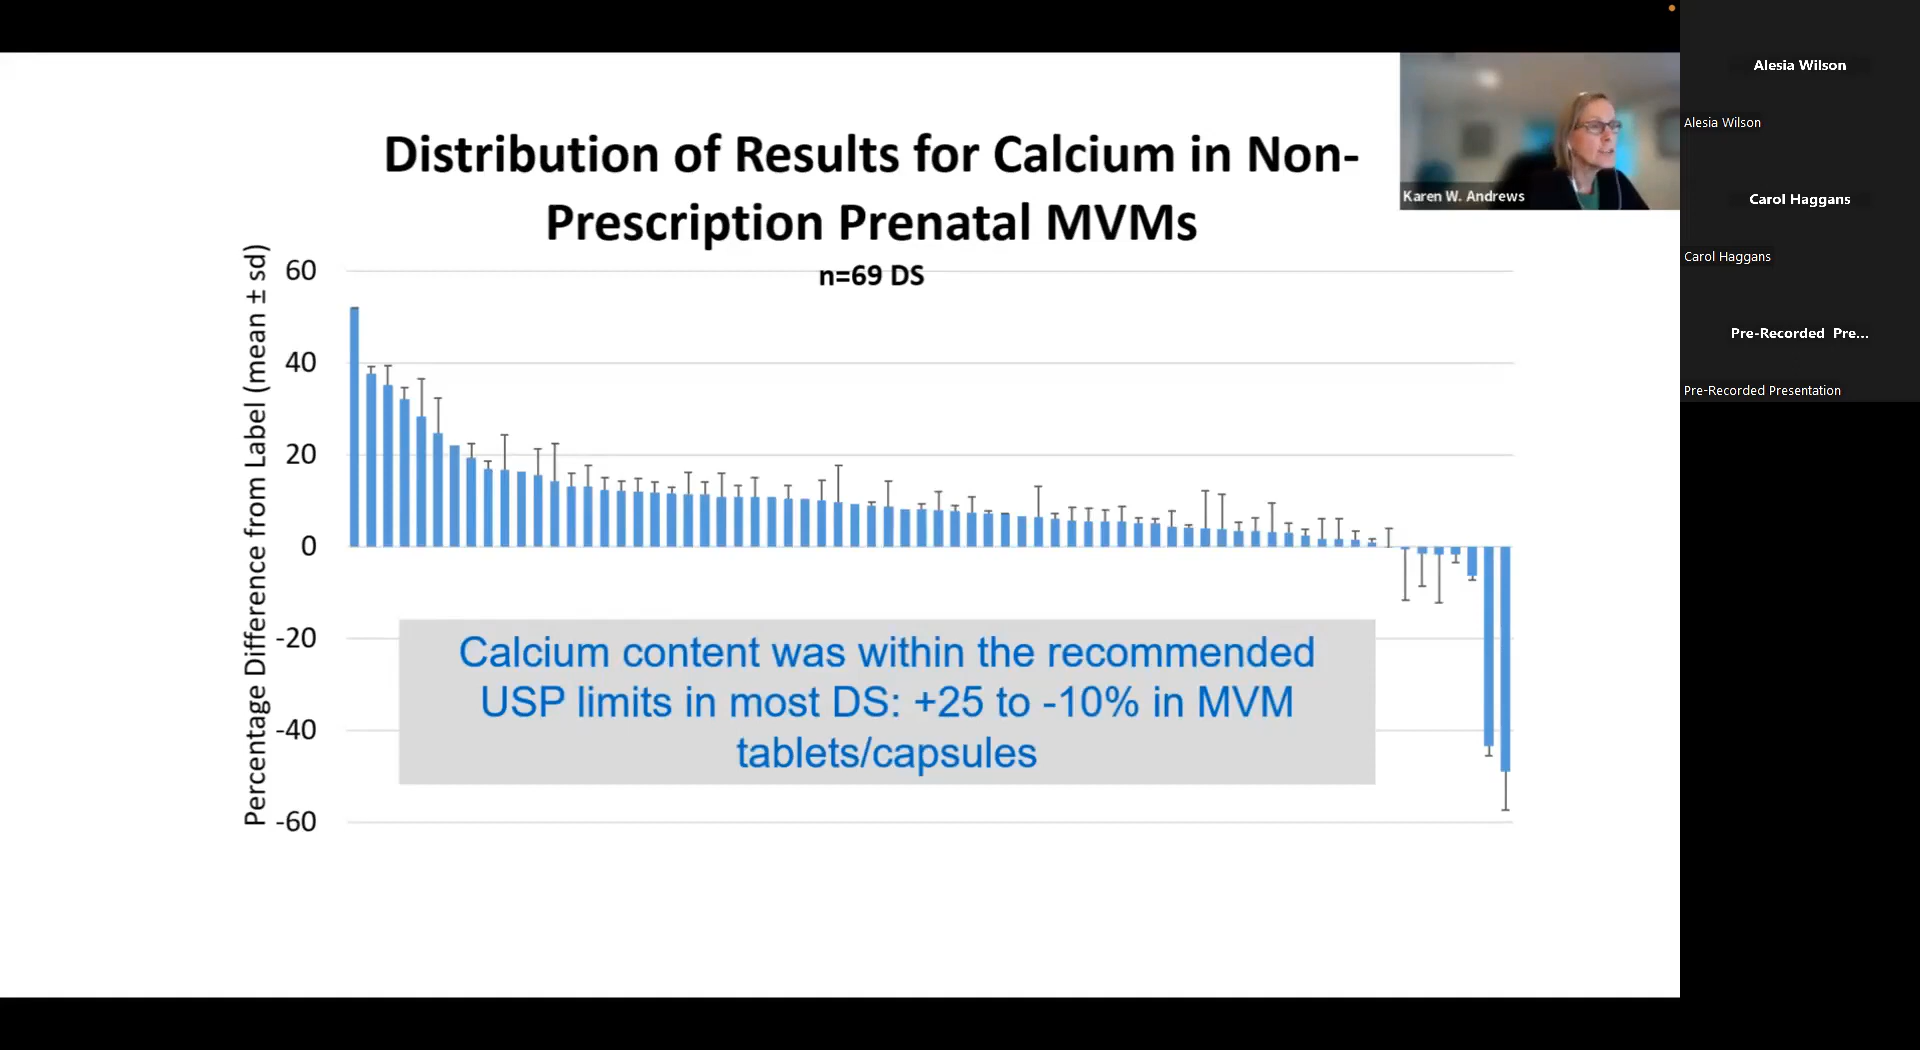 Distribution of Results for Calcium in Non-
Prescription Prenatal MVMs
n=69 DS
Percentage Difference from Label (mean ± sd)
60
40
20
0
-20
-40
-60
Calcium content was within the recommended
USP limits in most DS: +25 to -10% in MVM
tablets/capsules
Karen W. Andrews
Alesia Wilson
Alesia Wilson
Carol Haggans
Carol Haggans
Pre-Recorded Pre...
Pre-Recorded Presentation